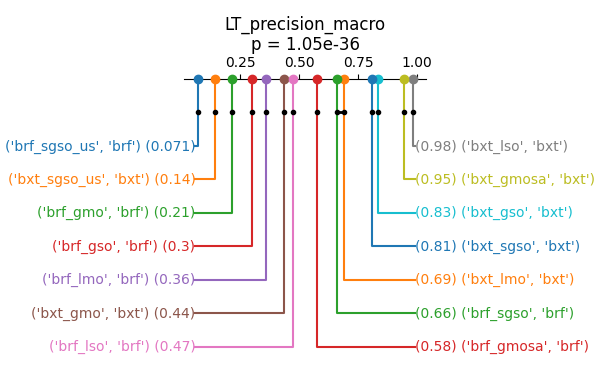 LT_precision_macro
p = 1.05e-36
0.25 0.50 0.75 1.00
('brf_sgso_us', 'brf') (0.071) (0.98) ('bxt_lso', 'bxt')
('bxt_sgso_us', 'bxt') (0.14) (0.95) ('bxt_gmosa', 'bxt')
('brf_gmo', 'brf') (0.21) (0.83) ('bxt_gso', 'bxt')
('brf_gso', 'brf') (0.3) (0.81) ('bxt_sgso', 'bxt')
('brf_lmo', 'brf') (0.36) (0.69) ('bxt_lmo', 'bxt')
('bxt_gmo', 'bxt') (0.44) (0.66) ('brf_sgso', 'brf')
('brf_lso', 'brf') (0.47) (0.58) ('brf_gmosa', 'brf')